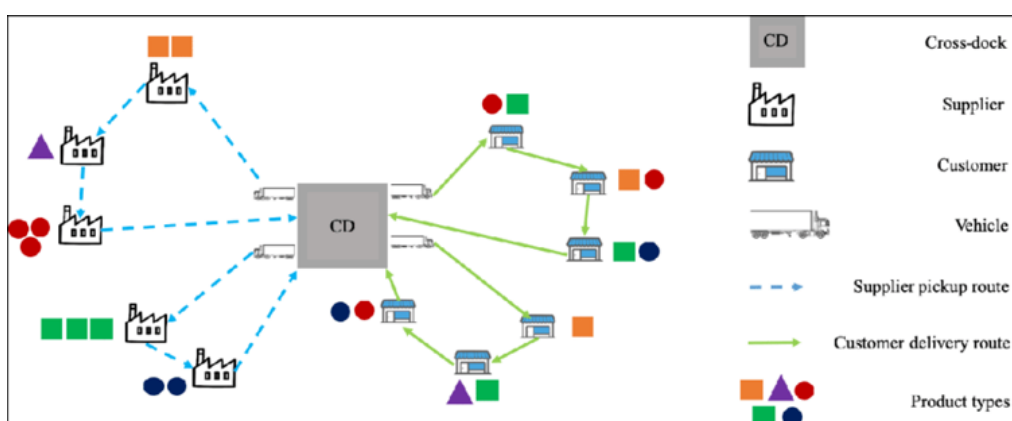 CD
CD
Cross-dock
Supplier
Customer
Vehicle
Supplier pickup route
Customer delivery route
Product types